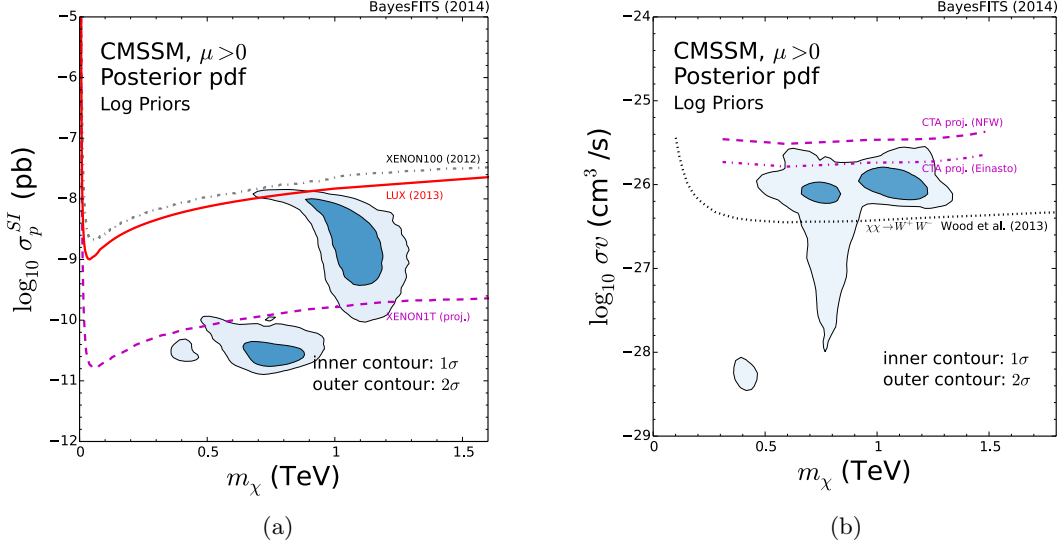 BayesFITS (2014)
CMSSM, μ > 0
Posterior pdf
Log Priors
XENON100 (2012)
LUX (2013)
XENON1T (proj.)
inner contour: 1σ
outer contour: 2σ
−5
−6
−7
−8
−9
−10
−11
−12
0
0.5
1
1.5
log₁₀ σₚ^SI (pb)
mχ (TeV)
(a)
BayesFITS (2014)
CMSSM, μ > 0
Posterior pdf
Log Priors
CTA proj. (NFW)
CTA proj. (Einasto)
χχ→W⁺W⁻ Wood et al. (2013)
inner contour: 1σ
outer contour: 2σ
−24
−25
−26
−27
−28
−29
0
0.5
1
1.5
log₁₀ σv (cm³/s)
mχ (TeV)
(b)